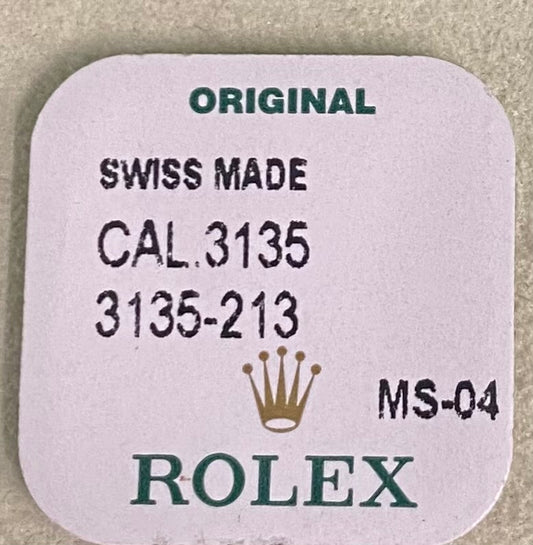 ORIGINAL
SWISS MADE
CAL.3135
3135-213
MS-04
ROLEX